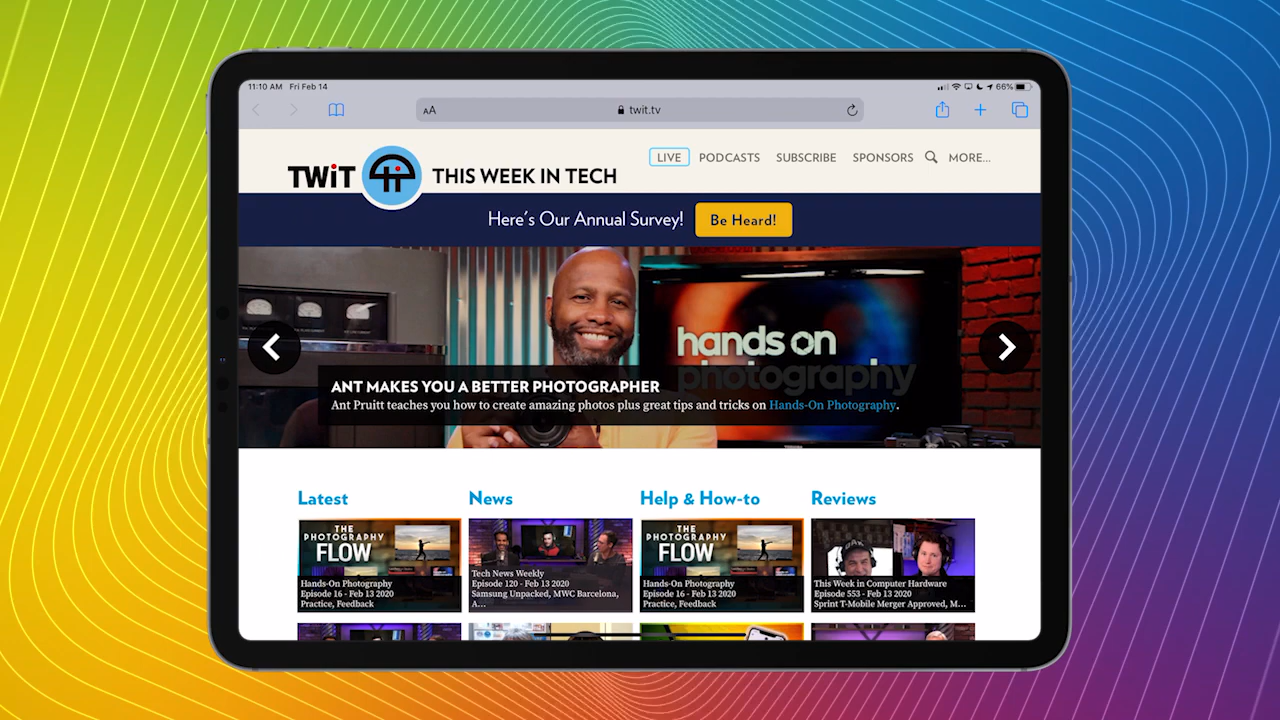 11:10 AM Fri Feb 14
66%
AA
twit.tv
TWiT
THIS WEEK IN TECH
LIVE
PODCASTS
SUBSCRIBE
SPONSORS
MORE...
Here's Our Annual Survey!
Be Heard!
hands on
photography
ANT MAKES YOU A BETTER PHOTOGRAPHER
Ant Pruitt teaches you how to create amazing photos plus great tips and tricks on Hands-On Photography.
Latest
THE
PHOTOGRAPHY
FLOW
Hands-On Photography
Episode 16 - Feb 13 2020
Practice, Feedback
News
Tech News Weekly
Episode 120 - Feb 13 2020
Samsung Unpacked, MWC Barcelona,
A...
Help & How-to
THE
PHOTOGRAPHY
FLOW
Hands-On Photography
Episode 16 - Feb 13 2020
Practice, Feedback
Reviews
This Week in Computer Hardware
Episode 553 - Feb 13 2020
Sprint T-Mobile Merger Approved, M...